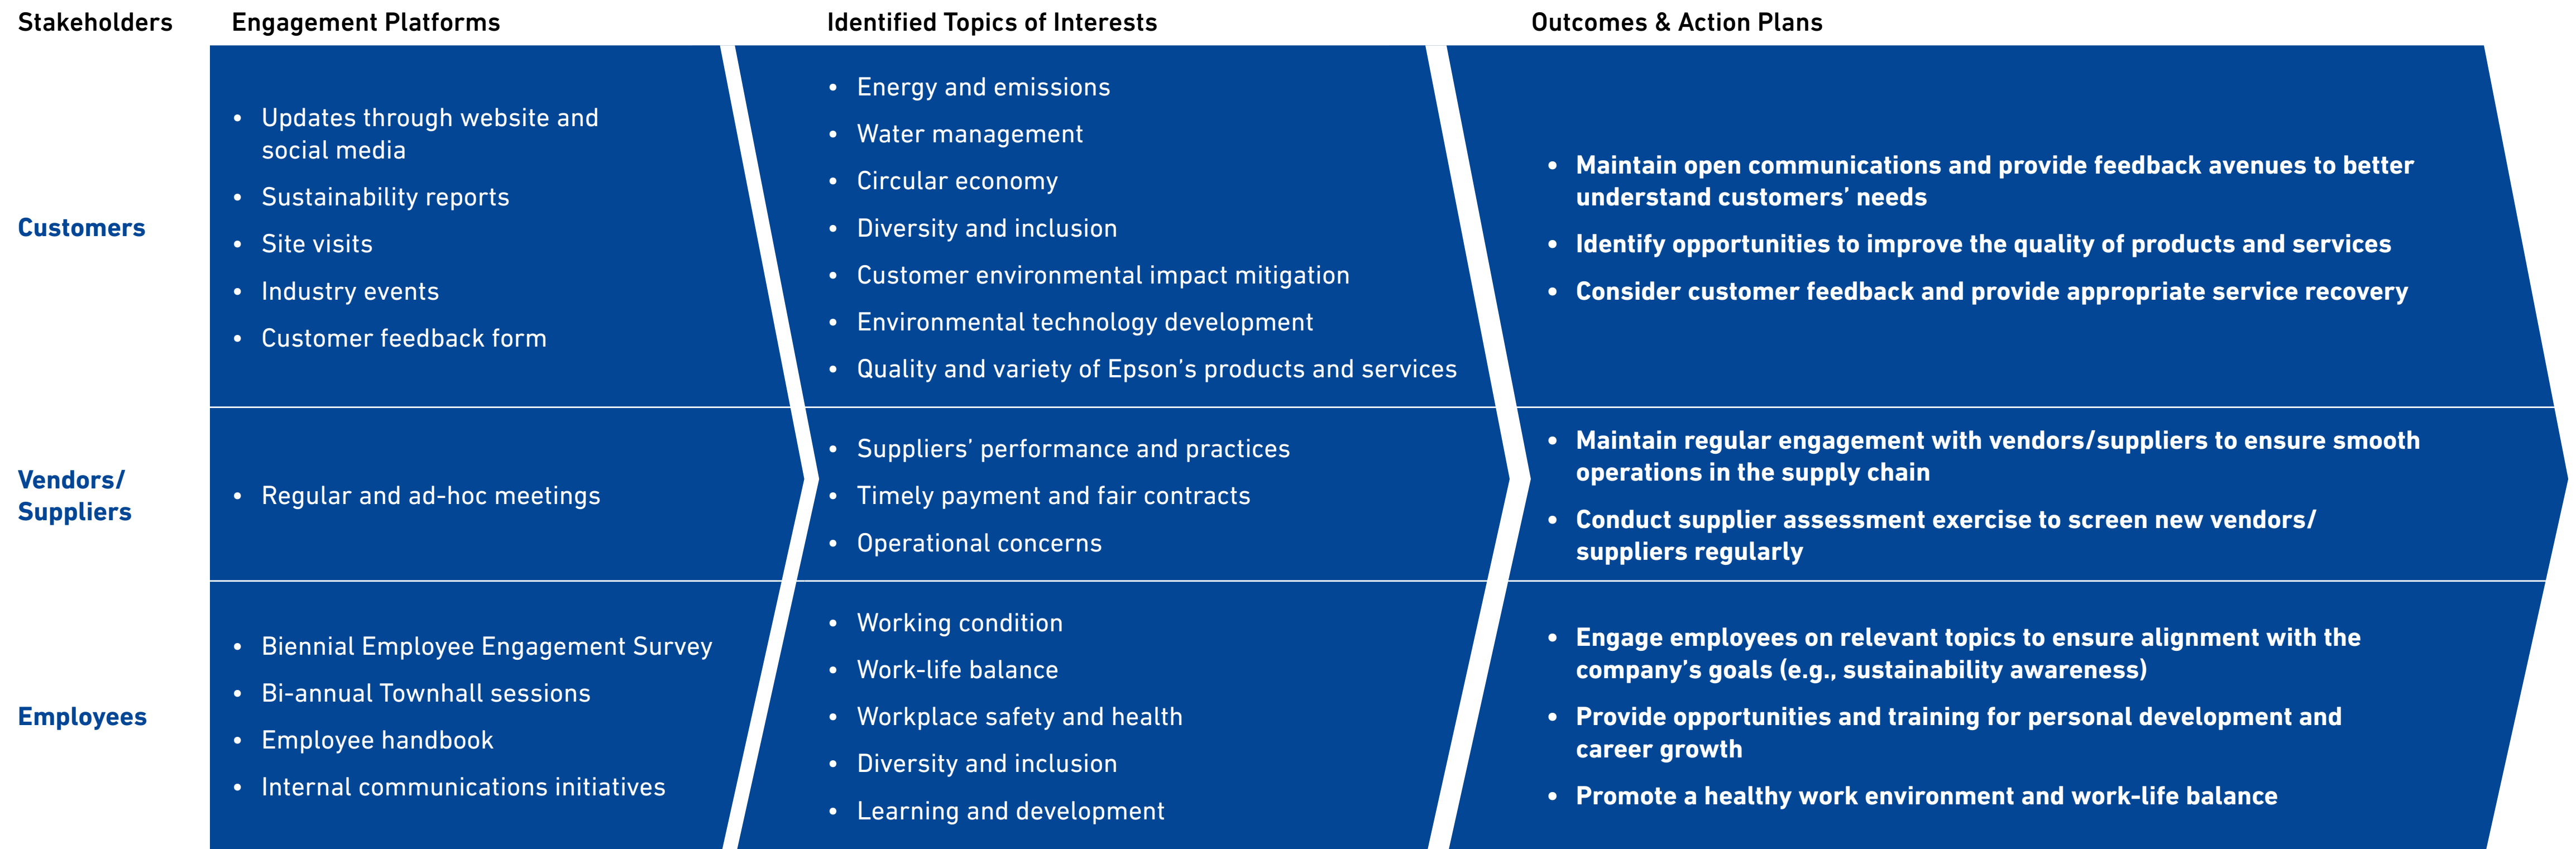 Stakeholders
Engagement Platforms
Identified Topics of Interests
Outcomes & Action Plans
Customers
• Updates through website and
social media
• Sustainability reports
• Site visits
• Industry events
• Customer feedback form
• Energy and emissions
• Water management
• Circular economy
• Diversity and inclusion
• Customer environmental impact mitigation
• Environmental technology development
• Quality and variety of Epson’s products and services
• Maintain open communications and provide feedback avenues to better
understand customers’ needs
• Identify opportunities to improve the quality of products and services
• Consider customer feedback and provide appropriate service recovery
Vendors/
Suppliers
• Regular and ad-hoc meetings
• Suppliers’ performance and practices
• Timely payment and fair contracts
• Operational concerns
• Maintain regular engagement with vendors/suppliers to ensure smooth
operations in the supply chain
• Conduct supplier assessment exercise to screen new vendors/
suppliers regularly
Employees
• Biennial Employee Engagement Survey
• Bi-annual Townhall sessions
• Employee handbook
• Internal communications initiatives
• Working condition
• Work-life balance
• Workplace safety and health
• Diversity and inclusion
• Learning and development
• Engage employees on relevant topics to ensure alignment with the
company’s goals (e.g., sustainability awareness)
• Provide opportunities and training for personal development and
career growth
• Promote a healthy work environment and work-life balance